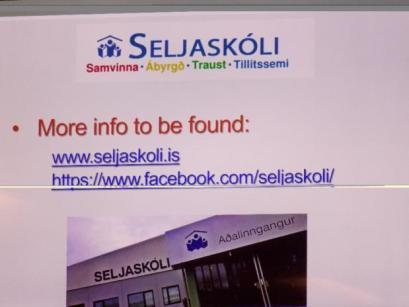 SELJASKÓLI
Samvinna · Ábyrgð · Traust · Tillitssemi
• More info to be found:
www.seljaskoli.is
https://www.facebook.com/seljaskoli/
Aðalinngangur
SELJASKÓLI